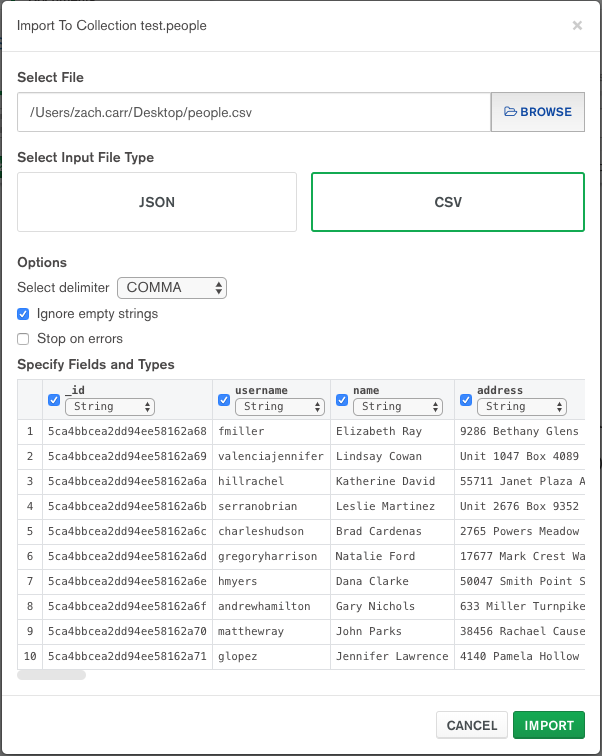 Import To Collection test.people ×
Select File
/Users/zach.carr/Desktop/people.csv BROWSE
Select Input File Type
JSON CSV
Options
Select delimiter COMMA
Ignore empty strings
Stop on errors
Specify Fields and Types
_id username name address
String String String String
1 5ca4bbcea2dd94ee58162a68 fmiller Elizabeth Ray 9286 Bethany Glens
2 5ca4bbcea2dd94ee58162a69 valenciajennifer Lindsay Cowan Unit 1047 Box 4089
3 5ca4bbcea2dd94ee58162a6a hillrachel Katherine David 55711 Janet Plaza A
4 5ca4bbcea2dd94ee58162a6b serranobrian Leslie Martinez Unit 2676 Box 9352
5 5ca4bbcea2dd94ee58162a6c charleshudson Brad Cardenas 2765 Powers Meadow
6 5ca4bbcea2dd94ee58162a6d gregoryharrison Natalie Ford 17677 Mark Crest Wa
7 5ca4bbcea2dd94ee58162a6e hmyers Dana Clarke 50047 Smith Point S
8 5ca4bbcea2dd94ee58162a6f andrewhamilton Gary Nichols 633 Miller Turnpike
9 5ca4bbcea2dd94ee58162a70 matthewray John Parks 38456 Rachael Cause
10 5ca4bbcea2dd94ee58162a71 glopez Jennifer Lawrence 4140 Pamela Hollow
CANCEL IMPORT